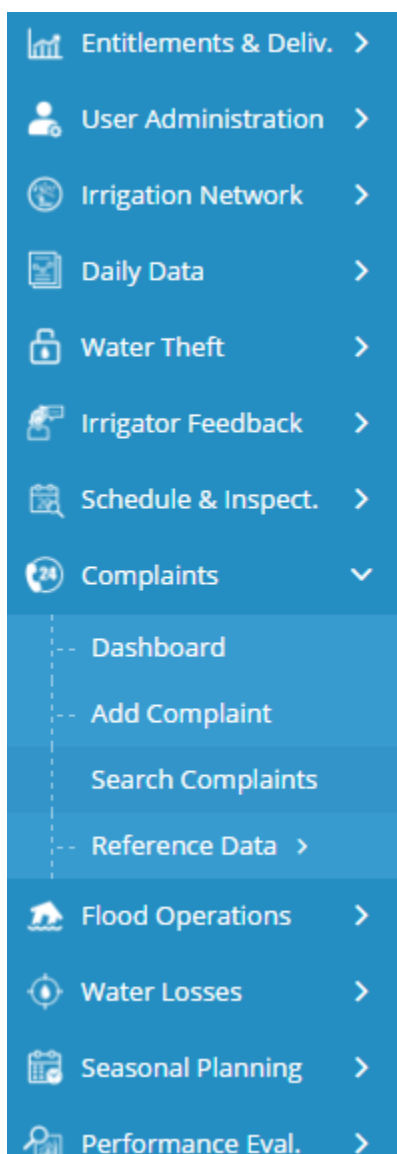 Entitlements & Deliv.
User Administration
Irrigation Network
Daily Data
Water Theft
Irrigator Feedback
Schedule & Inspect.
24 Complaints
Dashboard
Add Complaint
Search Complaints
Reference Data
Flood Operations
Water Losses
Seasonal Planning
Performance Eval.